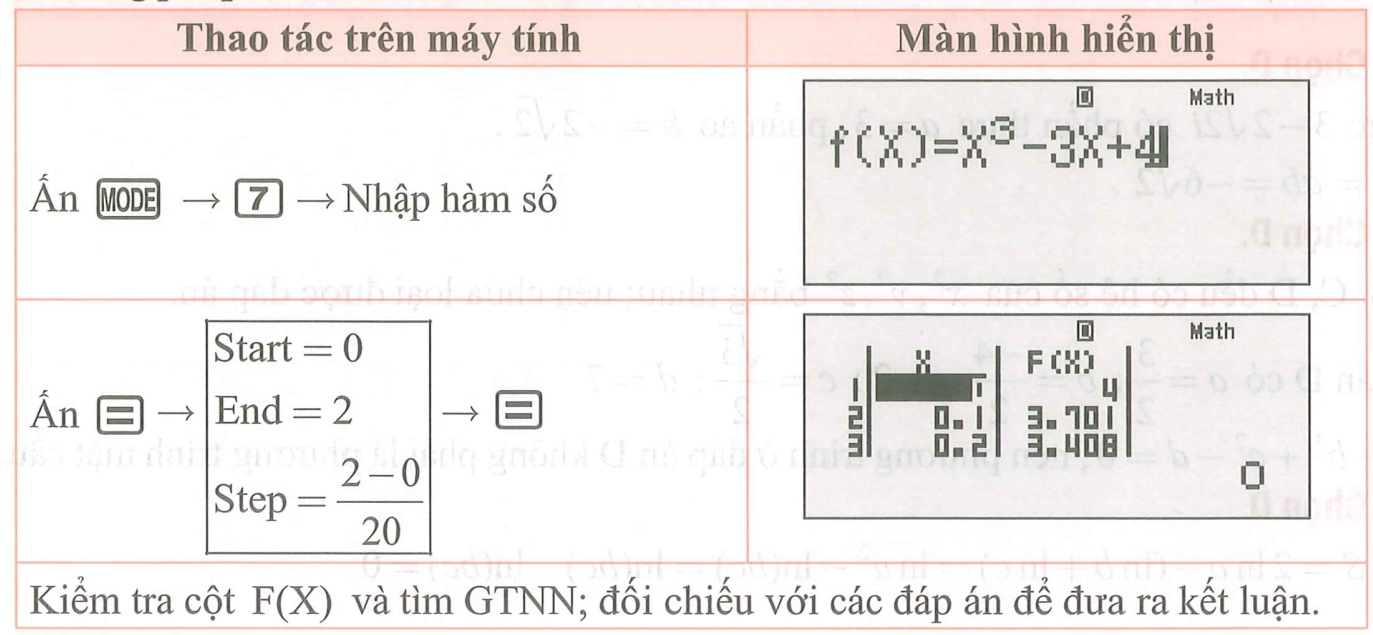 Thao tác trên máy tính
Màn hình hiển thị
Ấn MODE → 7 → Nhập hàm số
Math
f(X)=X³-3X+4
Ấn = → Start = 0
End = 2
Step = (2-0)/20 → =
Math
X F(X)
1 4
2 0.1 3.701
3 0.2 3.408
0
Kiểm tra cột F(X) và tìm GTNN; đối chiếu với các đáp án để đưa ra kết luận.